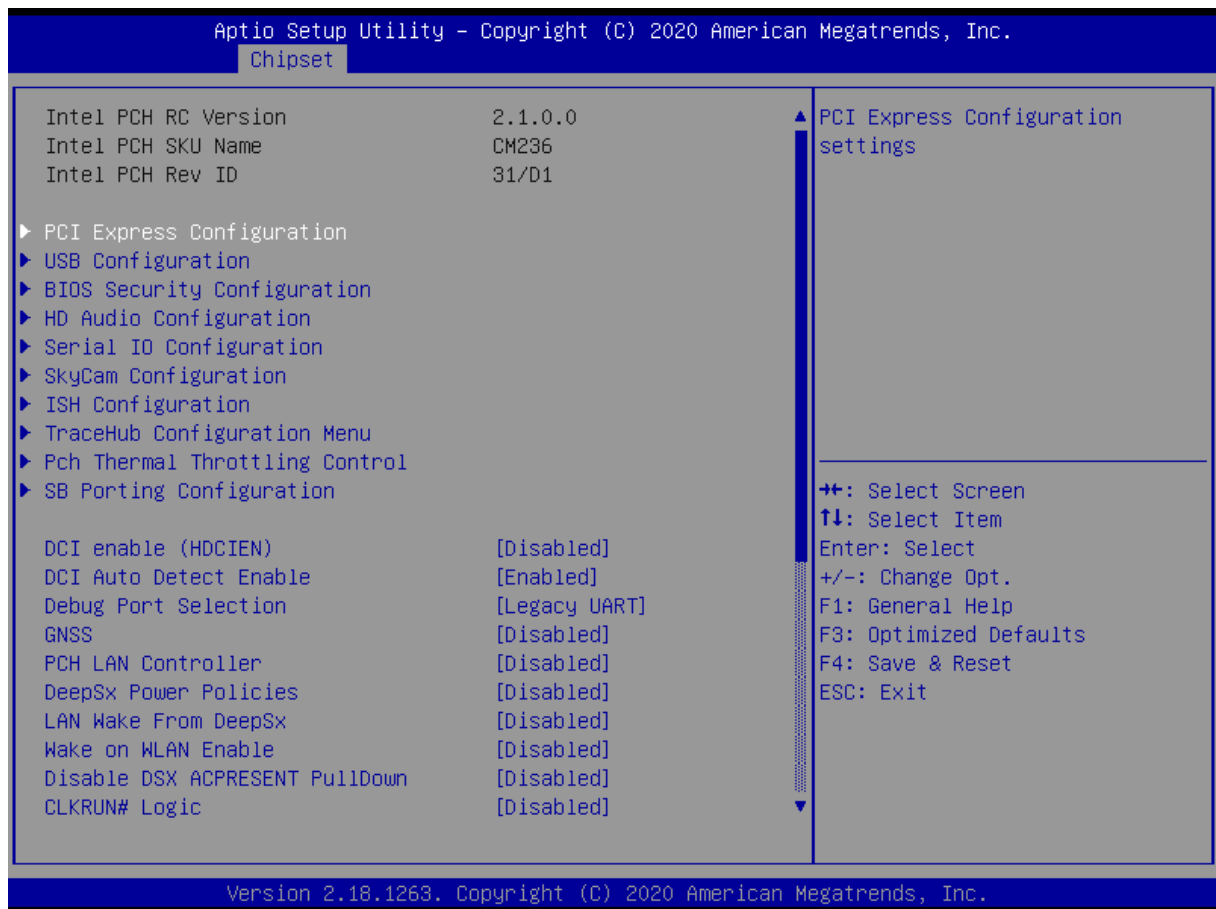 Aptio Setup Utility – Copyright (C) 2020 American Megatrends, Inc.
Chipset
Intel PCH RC Version 2.1.0.0
Intel PCH SKU Name CM236
Intel PCH Rev ID 31/D1
PCI Express Configuration
USB Configuration
BIOS Security Configuration
HD Audio Configuration
Serial IO Configuration
SkyCam Configuration
ISH Configuration
TraceHub Configuration Menu
Pch Thermal Throttling Control
SB Porting Configuration
DCI enable (HDCIEN) [Disabled]
DCI Auto Detect Enable [Enabled]
Debug Port Selection [Legacy UART]
GNSS [Disabled]
PCH LAN Controller [Disabled]
DeepSx Power Policies [Disabled]
LAN Wake From DeepSx [Disabled]
Wake on WLAN Enable [Disabled]
Disable DSX ACPRESENT PullDown [Disabled]
CLKRUN# Logic [Disabled]
PCI Express Configuration
settings
→←: Select Screen
↑↓: Select Item
Enter: Select
+/-: Change Opt.
F1: General Help
F3: Optimized Defaults
F4: Save & Reset
ESC: Exit
Version 2.18.1263. Copyright (C) 2020 American Megatrends, Inc.